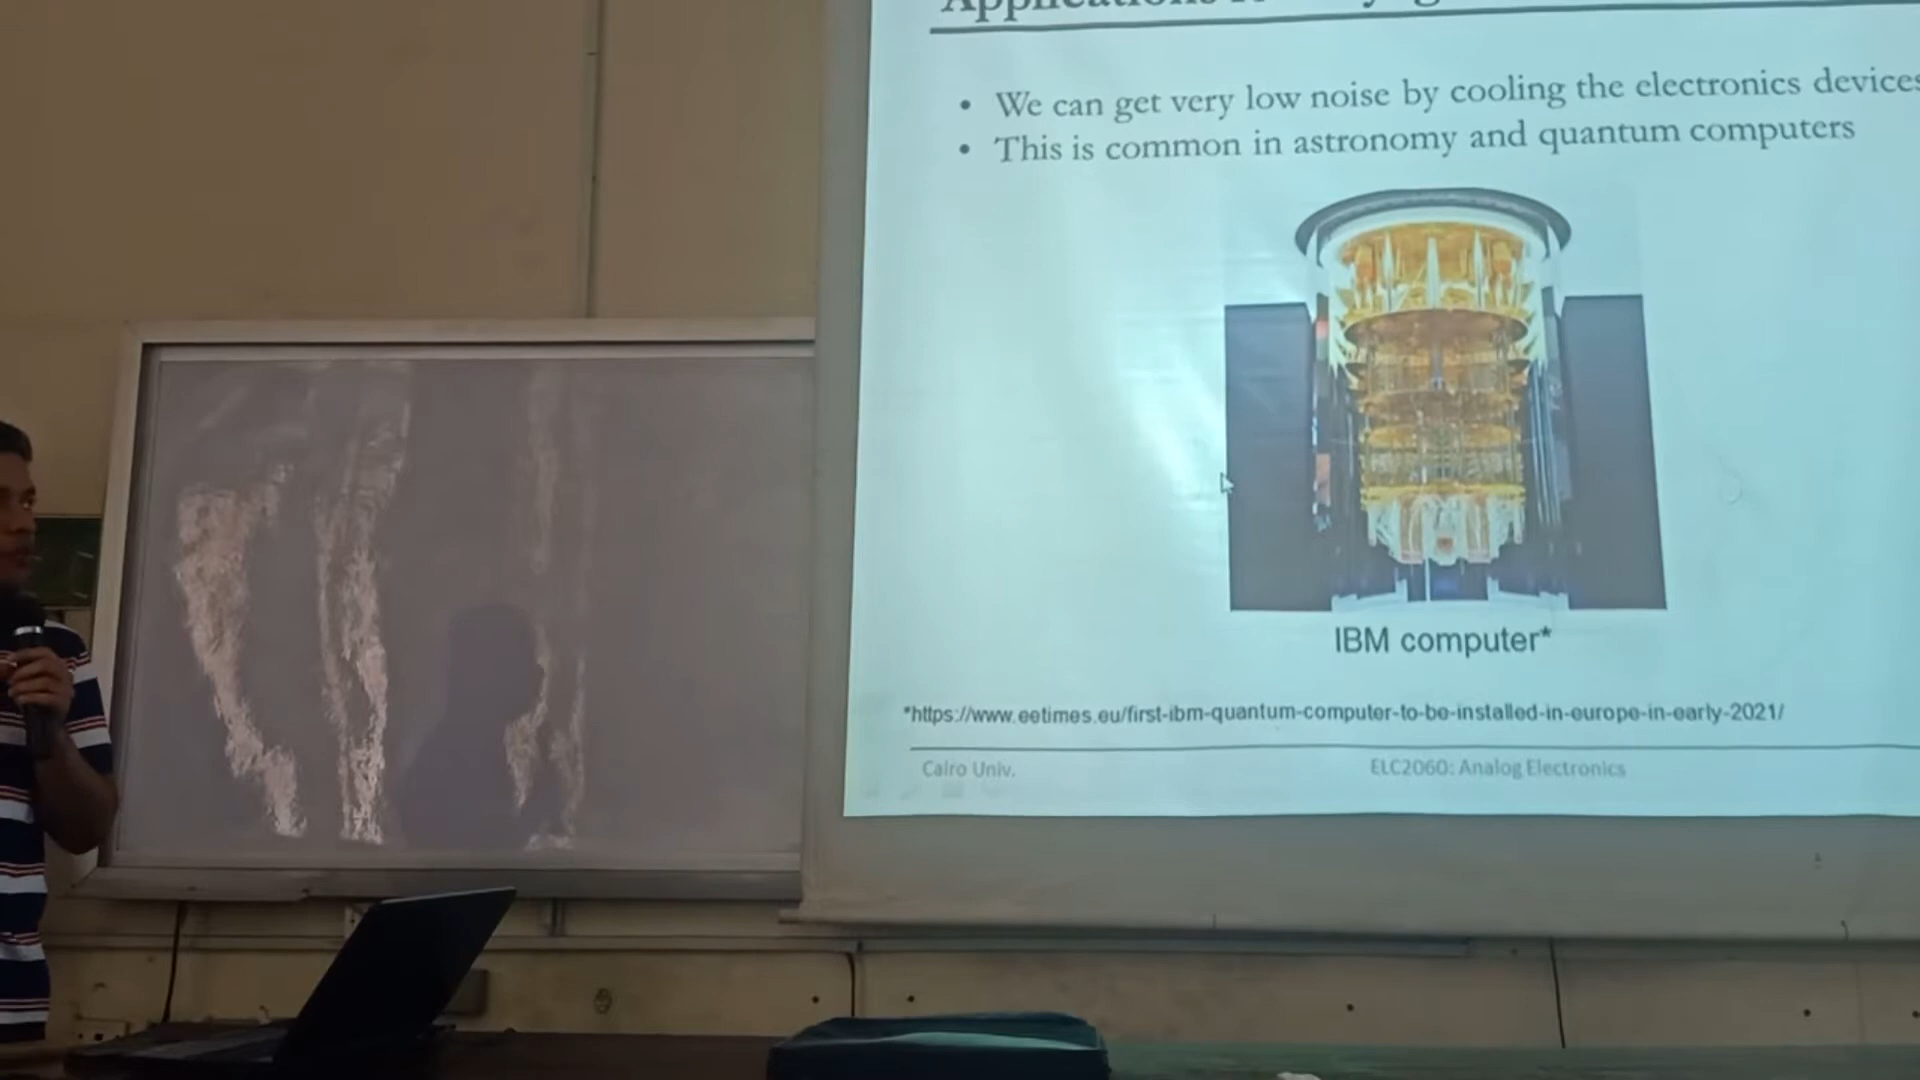 Applications
• We can get very low noise by cooling the electronics devices
• This is common in astronomy and quantum computers
IBM computer*
*https://www.eetimes.eu/first-ibm-quantum-computer-to-be-installed-in-europe-in-early-2021/
Cairo Univ.
ELC2060: Analog Electronics